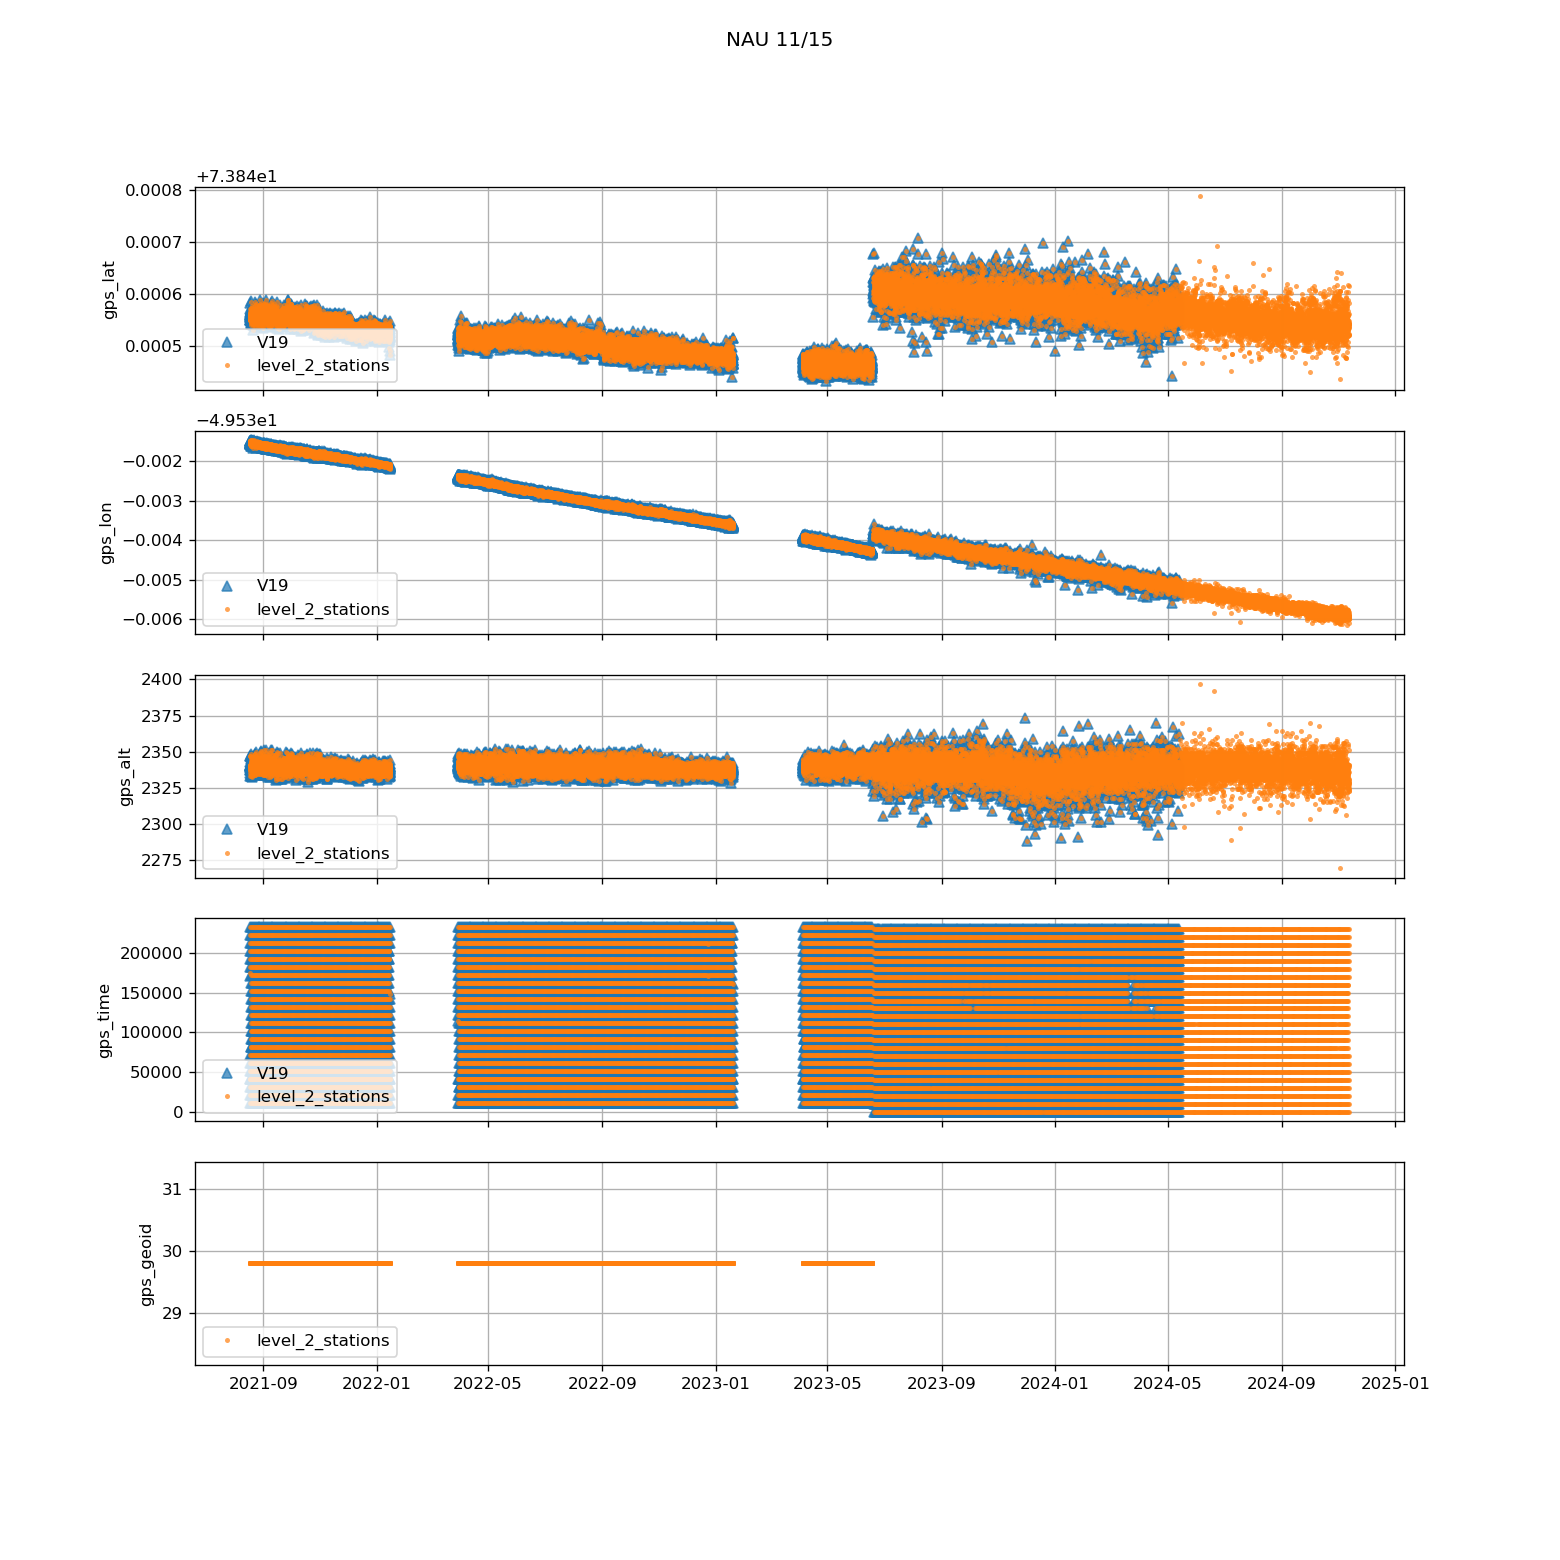 NAU 11/15
+7.384e1
0.0008
0.0007
0.0006
0.0005
gps_lat
V19
level_2_stations
−4.953e1
−0.002
−0.003
−0.004
−0.005
−0.006
gps_lon
V19
level_2_stations
2400
2375
2350
2325
2300
2275
gps_alt
V19
level_2_stations
200000
150000
100000
50000
0
gps_time
V19
level_2_stations
31
30
29
gps_geoid
level_2_stations
2021-09 2022-01 2022-05 2022-09 2023-01 2023-05 2023-09 2024-01 2024-05 2024-09 2025-01